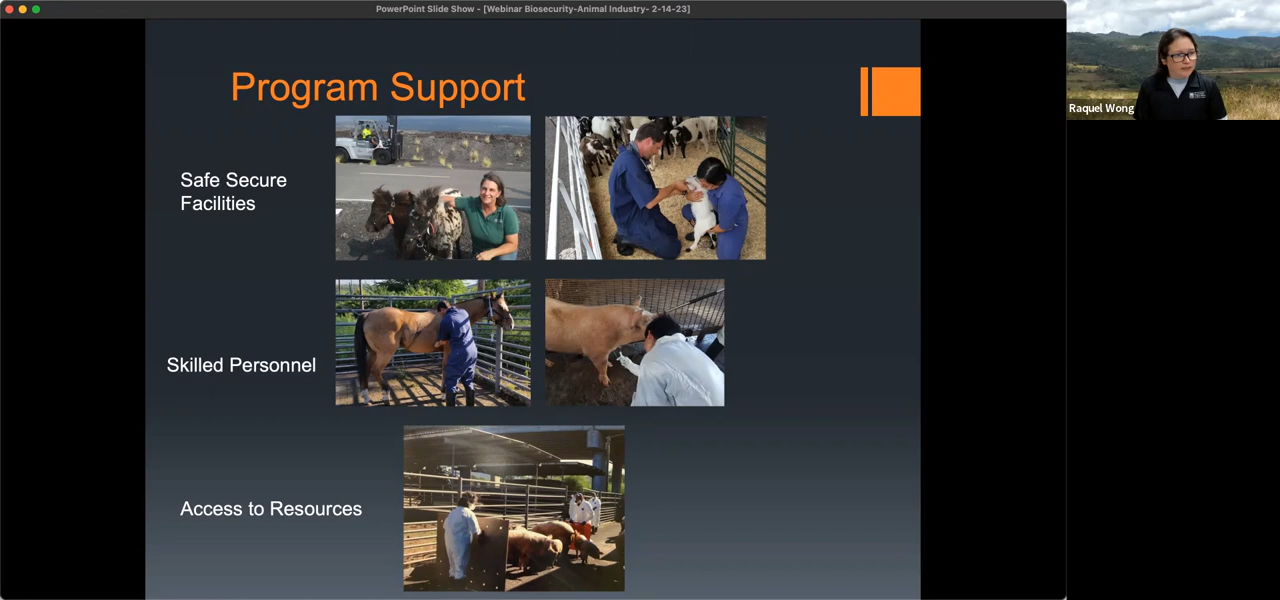 PowerPoint Slide Show - [Webinar Biosecurity-Animal Industry- 2-14-23]
Program Support
Safe Secure
Facilities
Skilled Personnel
Access to Resources
Raquel Wong